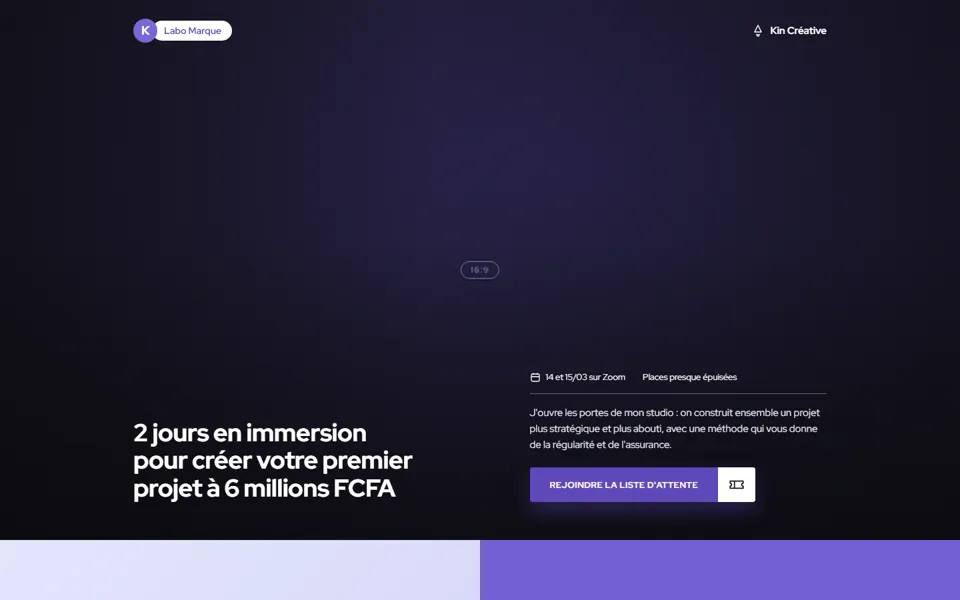 K Labo Marque
Kin Créative
16:9
14 et 15/03 sur Zoom Places presque épuisées
J'ouvre les portes de mon studio : on construit ensemble un projet
plus stratégique et plus abouti, avec une méthode qui vous donne
de la régularité et de l'assurance.
2 jours en immersion
pour créer votre premier
projet à 6 millions FCFA
REJOINDRE LA LISTE D'ATTENTE